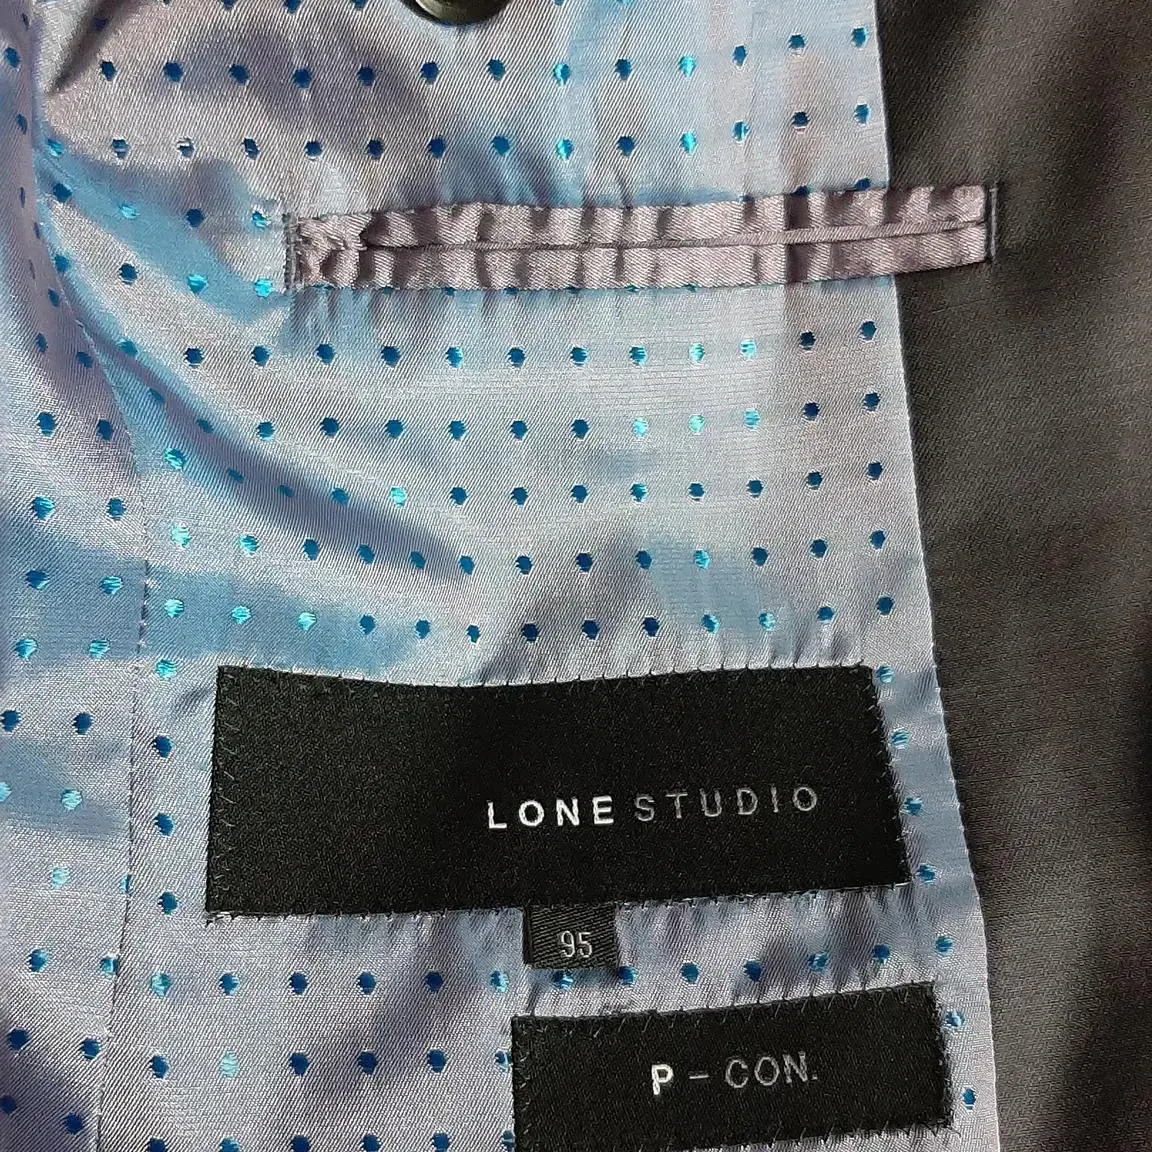 LONE STUDIO
95
P - CON.